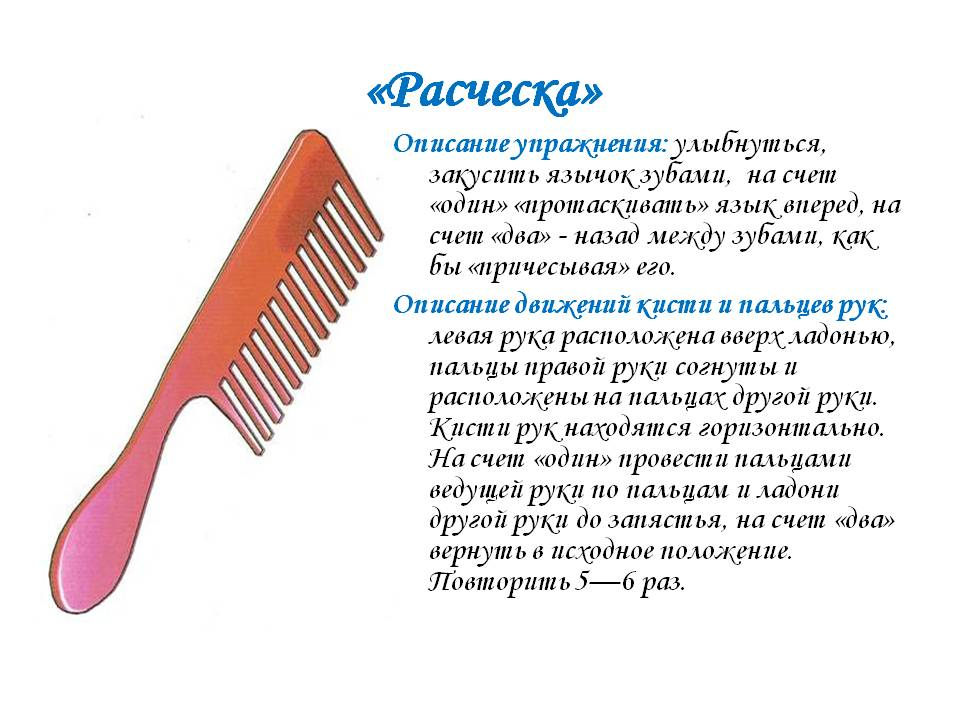 «Расческа»
Описание упражнения: улыбнуться,
закусить язычок зубами, на счет
«один» «протаскивать» язык вперед, на
счет «два» - назад между зубами, как
бы «причесывая» его.
Описание движений кисти и пальцев рук:
левая рука расположена вверх ладонью,
пальцы правой руки согнуты и
расположены на пальцах другой руки.
Кисти рук находятся горизонтально.
На счет «один» провести пальцами
ведущей руки по пальцам и ладони
другой руки до запястья, на счет «два»
вернуть в исходное положение.
Повторить 5—6 раз.